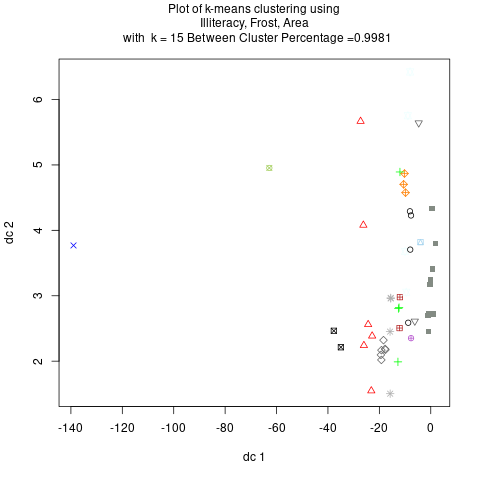 Plot of k-means clustering using
Illiteracy, Frost, Area
with k = 15 Between Cluster Percentage =0.9981
6
5
4
3
2
dc 2
-140 -120 -100 -80 -60 -40 -20 0
dc 1